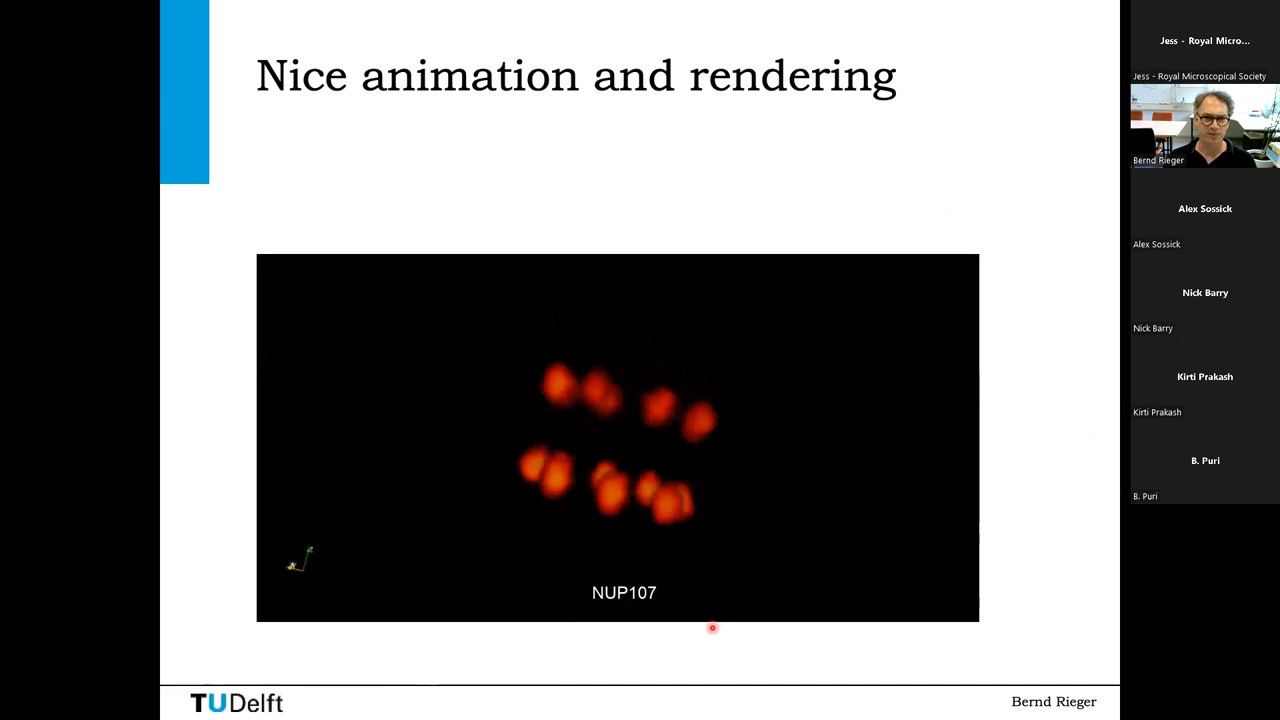 Nice animation and rendering
NUP107
TUDelft
Bernd Rieger
Jess - Royal Micro...
Jess - Royal Microscopical Society
Bernd Rieger
Alex Sossick
Alex Sossick
Nick Barry
Nick Barry
Kirti Prakash
Kirti Prakash
B. Puri
B. Puri